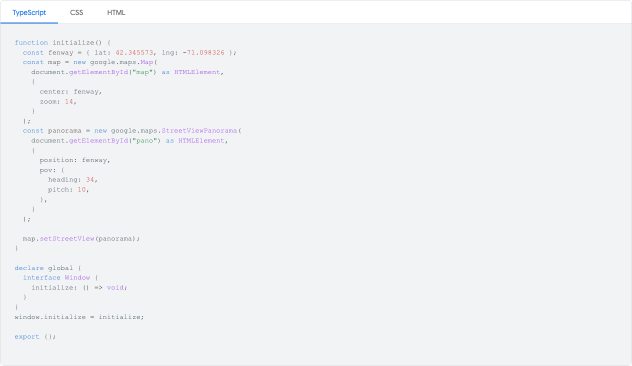 TypeScript CSS HTML
function initialize() {
  const fenway = { lat: 42.345573, lng: -71.098326 };
  const map = new google.maps.Map(
    document.getElementById("map") as HTMLElement,
    {
      center: fenway,
      zoom: 14,
    }
  );
  const panorama = new google.maps.StreetViewPanorama(
    document.getElementById("pano") as HTMLElement,
    {
      position: fenway,
      pov: {
        heading: 34,
        pitch: 10,
      },
    }
  );

  map.setStreetView(panorama);
}

declare global {
  interface Window {
    initialize: () => void;
  }
}
window.initialize = initialize;

export {};